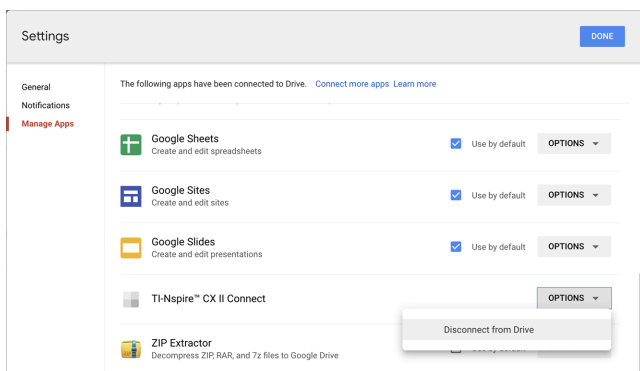 Settings
DONE
General
Notifications
Manage Apps
The following apps have been connected to Drive. Connect more apps Learn more
Google Sheets
Create and edit spreadsheets
Use by default
OPTIONS
Google Sites
Create and edit sites
Use by default
OPTIONS
Google Slides
Create and edit presentations
Use by default
OPTIONS
TI-Nspire™ CX II Connect
OPTIONS
Disconnect from Drive
ZIP Extractor
Decompress ZIP, RAR, and 7z files to Google Drive